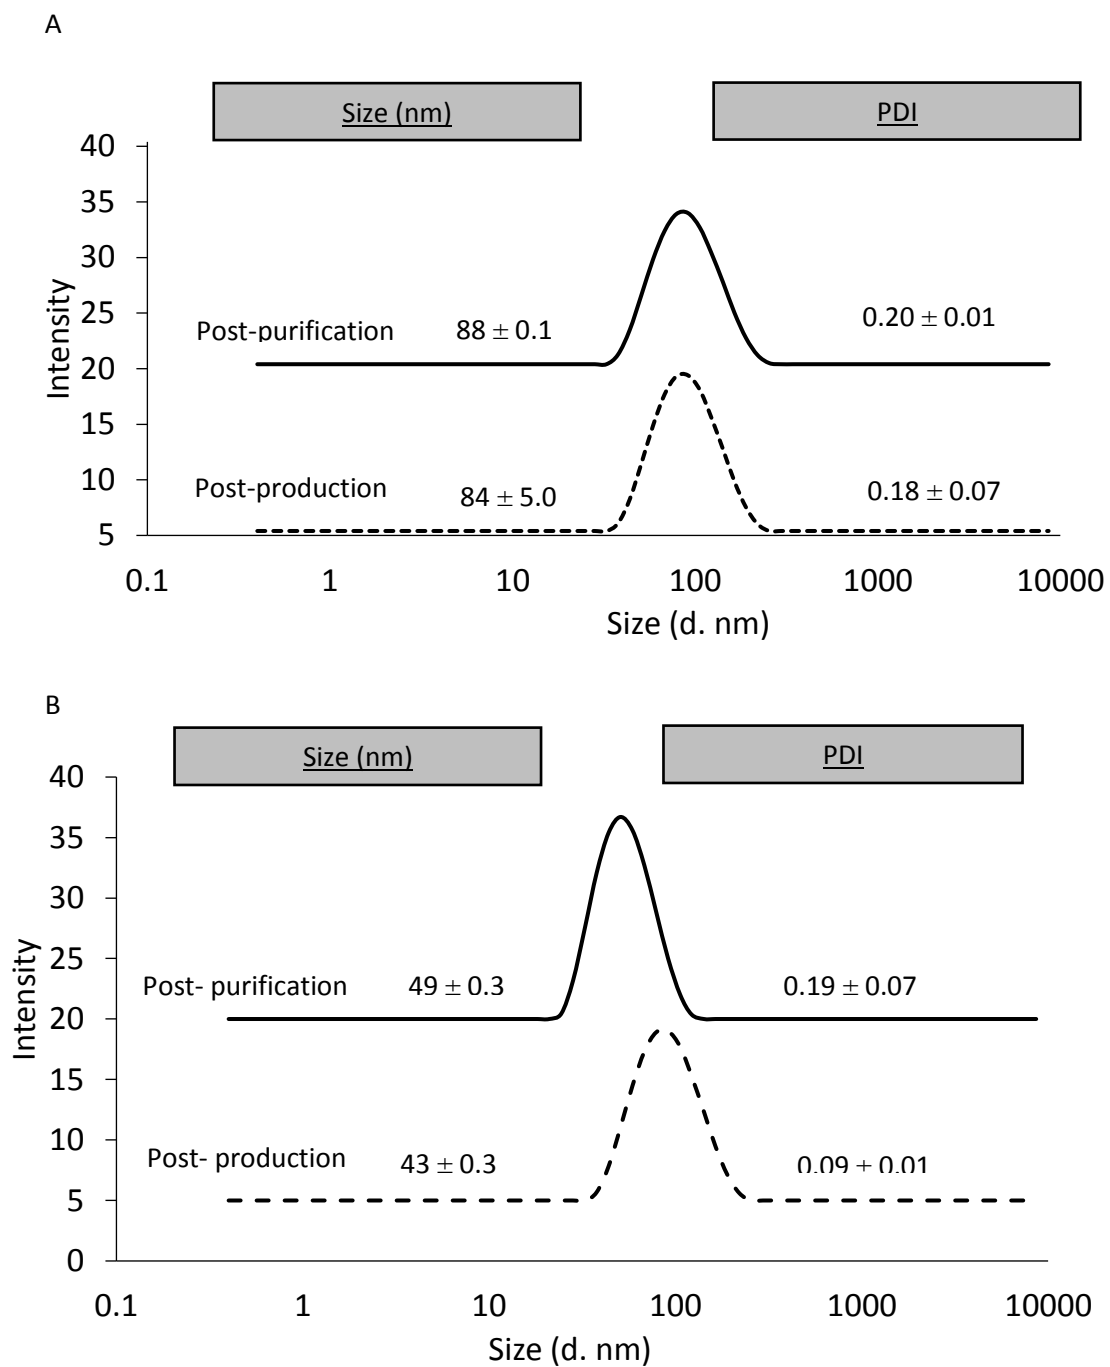 A
Size (nm)
PDI
40
35
30
25
20
15
10
5
Intensity
Post-purification
88 ± 0.1
0.20 ± 0.01
Post-production
84 ± 5.0
0.18 ± 0.07
0.1 1 10 100 1000 10000
Size (d. nm)
B
Size (nm)
PDI
40
35
30
25
20
15
10
5
0
Intensity
Post- purification
49 ± 0.3
0.19 ± 0.07
Post- production
43 ± 0.3
0.09 ± 0.01
0.1 1 10 100 1000 10000
Size (d. nm)